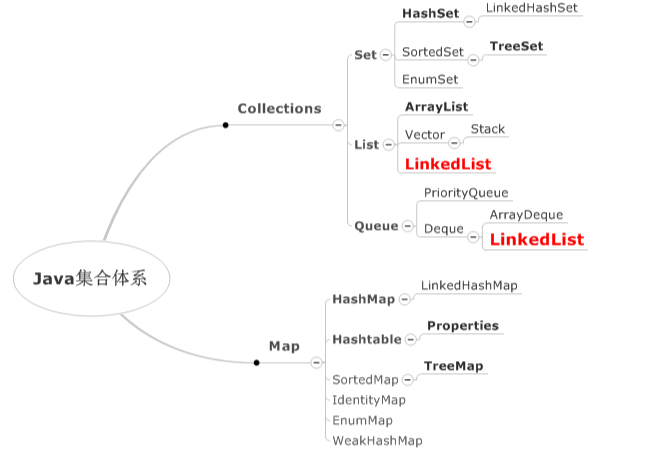 Java集合体系
Collections
Set
HashSet
LinkedHashSet
SortedSet
TreeSet
EnumSet
List
ArrayList
Vector
Stack
LinkedList
Queue
PriorityQueue
Deque
ArrayDeque
LinkedList
Map
HashMap
LinkedHashMap
Hashtable
Properties
SortedMap
TreeMap
IdentityMap
EnumMap
WeakHashMap